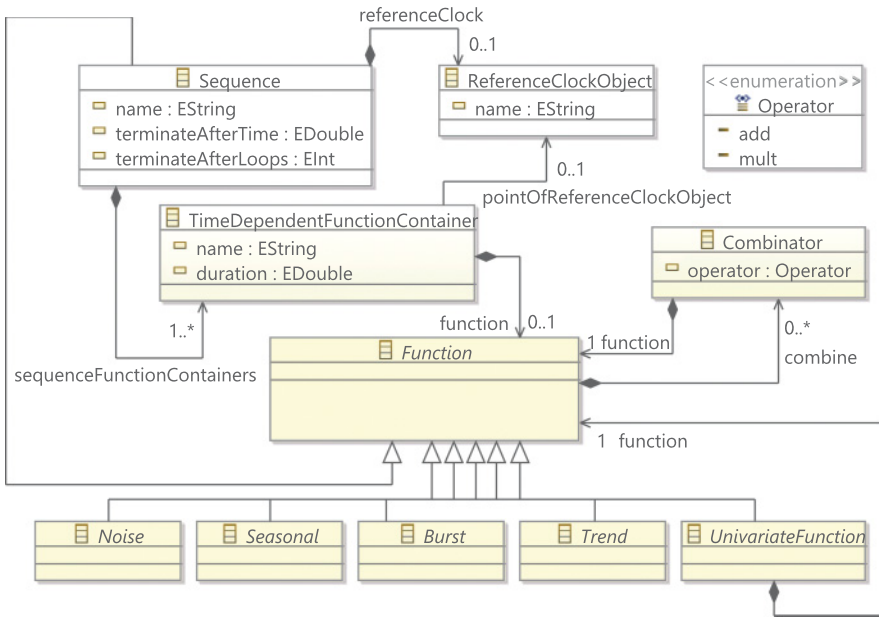 referenceClock
0..1
Sequence
name : EString
terminateAfterTime : EDouble
terminateAfterLoops : EInt
ReferenceClockObject
name : EString
<<enumeration>>
Operator
add
mult
0..1
pointOfReferenceClockObject
TimeDependentFunctionContainer
name : EString
duration : EDouble
Combinator
operator : Operator
1..*
function
0..1
1 function
0..*
combine
sequenceFunctionContainers
Function
1 function
Noise
Seasonal
Burst
Trend
UnivariateFunction